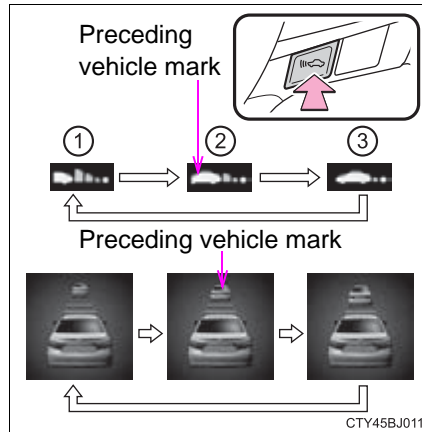 Preceding
vehicle mark
1 2 3
Preceding vehicle mark
CTY45BJ011